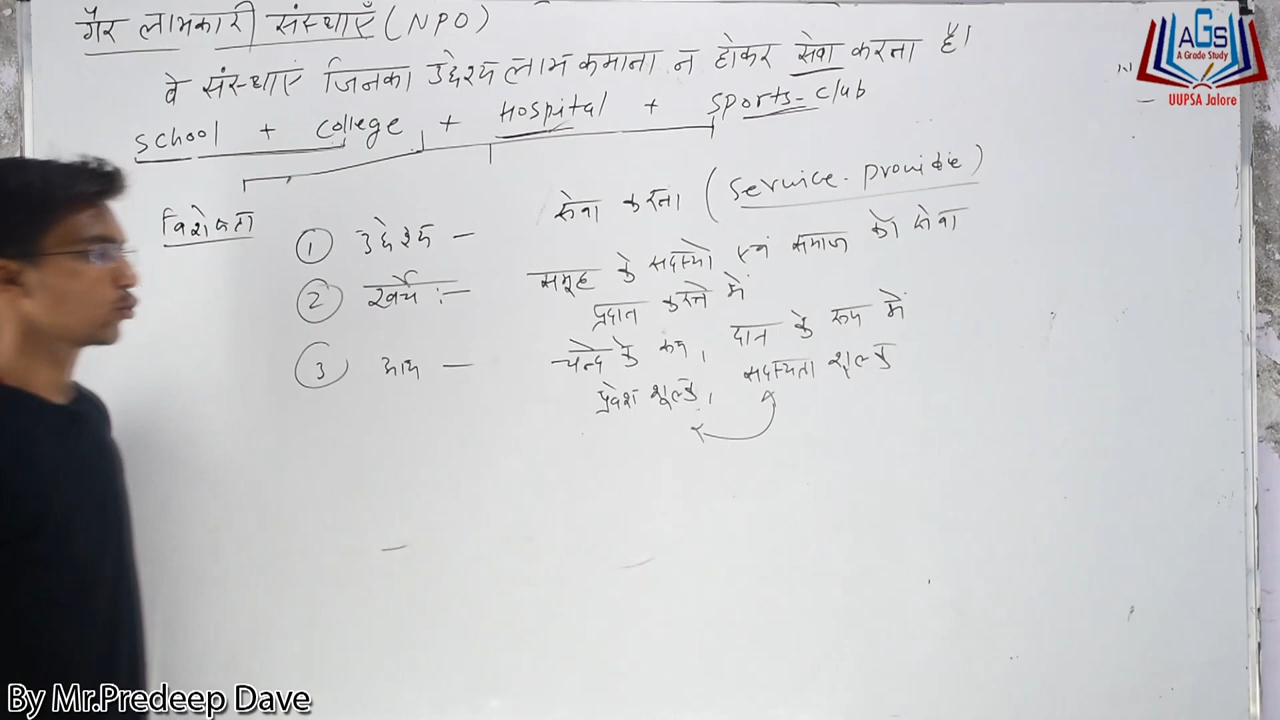 गैर लाभकारी संस्थाएँ (NPO)
वे संस्थाएं जिनका उद्देश्य लाभ कमाना न होकर सेवा करना है।
School + College + Hospital + Sports-Club
विशेषता
① उद्देश्य – सेवा करना (Service-Provide)
② खर्च :– समूह के सदस्यो एवं समाज को सेवा
प्रदान करने में
③ आय – चन्दे के रूप, दान के रूप में
प्रवेश शूल्क, सदस्यता शूल्क
AGS
A Grade Study
UUPSA Jalore
By Mr.Predeep Dave